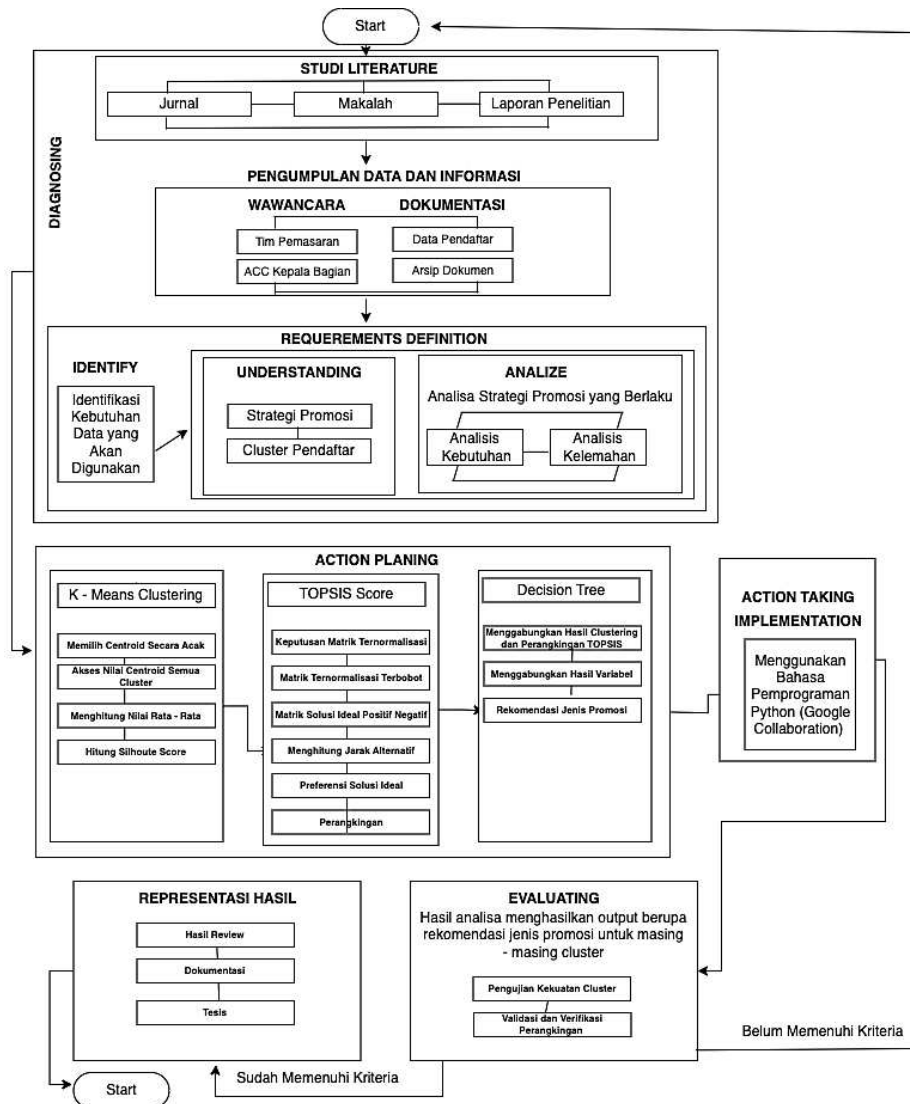 Start
STUDI LITERATURE
Jurnal
Makalah
Laporan Penelitian
DIAGNOSING
PENGUMPULAN DATA DAN INFORMASI
WAWANCARA
DOKUMENTASI
Tim Pemasaran
Data Pendaftar
ACC Kepala Bagian
Arsip Dokumen
REQUEREMENTS DEFINITION
IDENTIFY
Identifikasi
Kebutuhan
Data yang
Akan
Digunakan
UNDERSTANDING
Strategi Promosi
Cluster Pendaftar
ANALIZE
Analisa Strategi Promosi yang Berlaku
Analisis
Kebutuhan
Analisis
Kelemahan
ACTION PLANING
K - Means Clustering
Memilih Centroid Secara Acak
Akses Nilai Centroid Semua
Cluster
Menghitung Nilai Rata - Rata
Hitung Silhoute Score
TOPSIS Score
Keputusan Matrik Ternormalisasi
Matrik Ternormalisasi Terbobot
Matrik Solusi Ideal Positif Negatif
Menghitung Jarak Alternatif
Preferensi Solusi Ideal
Perangkingan
Decision Tree
Menggabungkan Hasil Clustering
dan Perangkingan TOPSIS
Menggabungkan Hasil Variabel
Rekomendasi Jenis Promosi
ACTION TAKING
IMPLEMENTATION
Menggunakan
Bahasa
Pemprograman
Python (Google
Collaboration)
REPRESENTASI HASIL
Hasil Review
Dokumentasi
Tesis
EVALUATING
Hasil analisa menghasilkan output berupa
rekomendasi jenis promosi untuk masing
- masing cluster
Pengujian Kekuatan Cluster
Validasi dan Verifikasi
Perangkingan
Belum Memenuhi Kriteria
Sudah Memenuhi Kriteria
Start